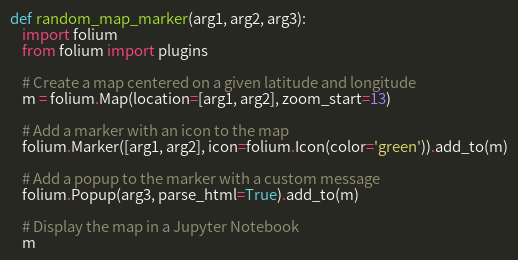 def random_map_marker(arg1, arg2, arg3):
import folium
from folium import plugins
# Create a map centered on a given latitude and longitude
m = folium.Map(location=[arg1, arg2], zoom_start=13)
# Add a marker with an icon to the map
folium.Marker([arg1, arg2], icon=folium.Icon(color='green')).add_to(m)
# Add a popup to the marker with a custom message
folium.Popup(arg3, parse_html=True).add_to(m)
# Display the map in a Jupyter Notebook
m